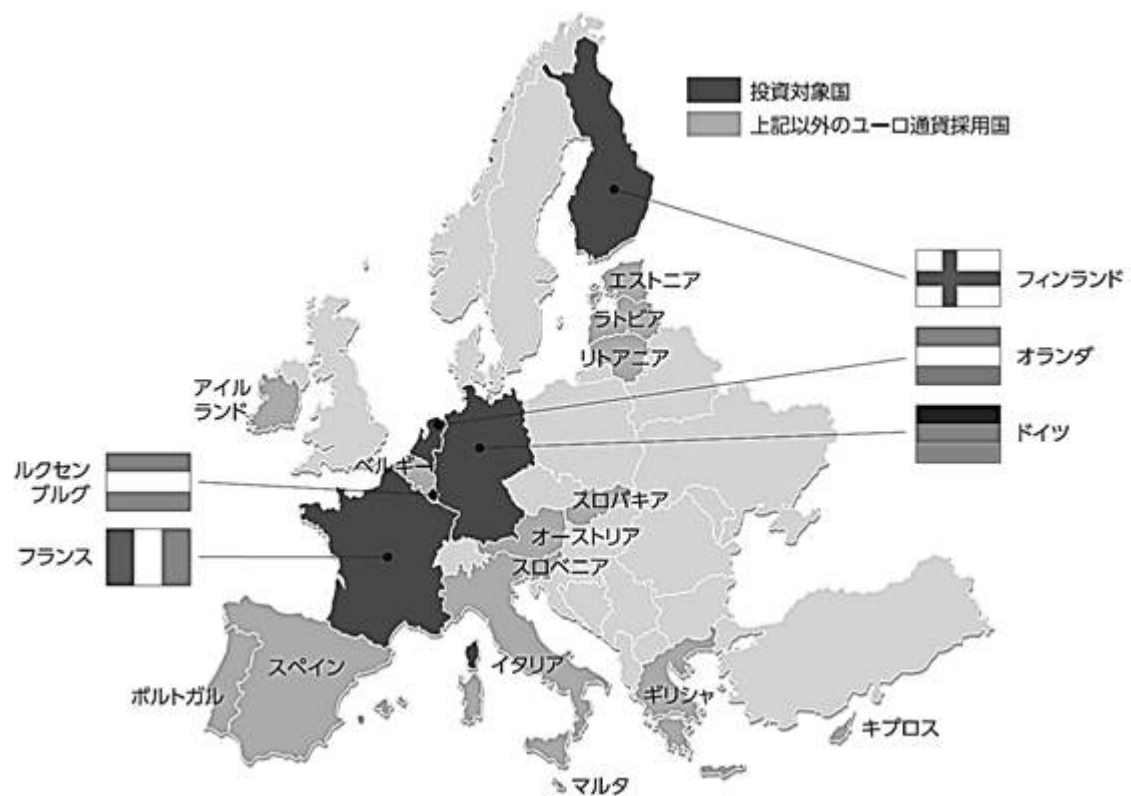 投資対象国
上記以外のユーロ通貨採用国
フィンランド
エストニア
ラトビア
リトアニア
オランダ
アイル
ランド
ドイツ
ベルギー
ルクセン
ブルグ
スロバキア
オーストリア
フランス
スロベニア
スペイン
イタリア
ポルトガル
ギリシャ
キプロス
マルタ